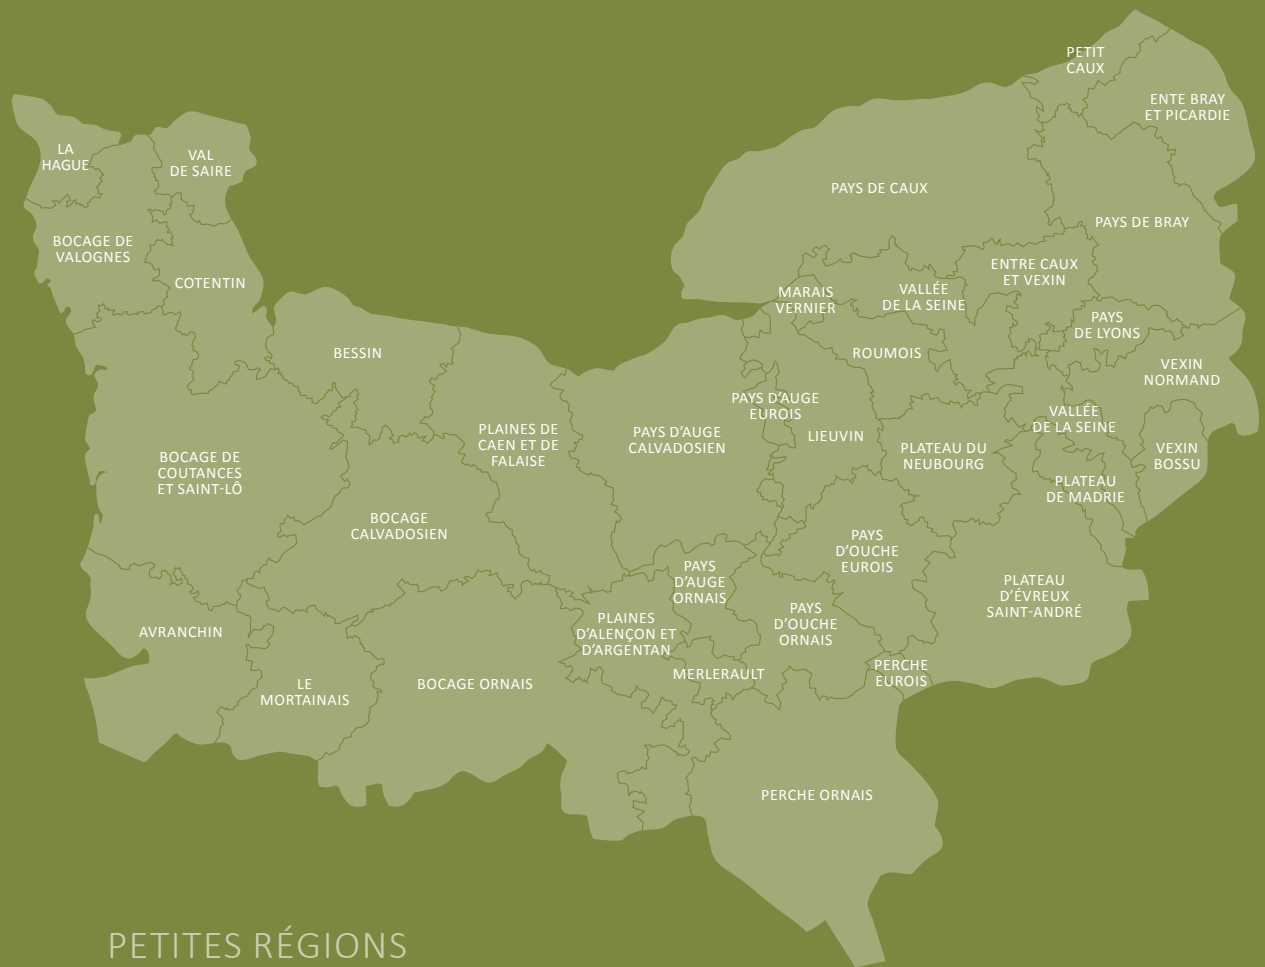 PETIT
CAUX
ENTE BRAY
ET PICARDIE
LA
HAGUE
VAL
DE SAIRE
PAYS DE CAUX
PAYS DE BRAY
BOCAGE DE
VALOGNES
COTENTIN
ENTRE CAUX
ET VEXIN
MARAIS
VERNIER
VALLÉE
DE LA SEINE
PAYS
DE LYONS
BESSIN
ROUMOIS
VEXIN
NORMAND
PAYS D'AUGE
EUROIS
VALLÉE
DE LA SEINE
PLAINES DE
CAEN ET DE
FALAISE
PAYS D'AUGE
CALVADOSIEN
LIEUVIN
PLATEAU DU
NEUBOURG
VEXIN
BOSSU
BOCAGE DE
COUTANCES
ET SAINT-LÔ
PLATEAU
DE MADRIE
BOCAGE
CALVADOSIEN
PAYS
D'OUCHE
EUROIS
PAYS
D'AUGE
ORNAIS
PLATEAU
D'ÉVREUX
SAINT-ANDRÉ
AVRANCHIN
PLAINES
D'ALENÇON ET
D'ARGENTAN
PAYS
D'OUCHE
ORNAIS
LE
MORTAINAIS
BOCAGE ORNAIS
MERLERAULT
PERCHE
EUROIS
PERCHE ORNAIS
PETITES RÉGIONS